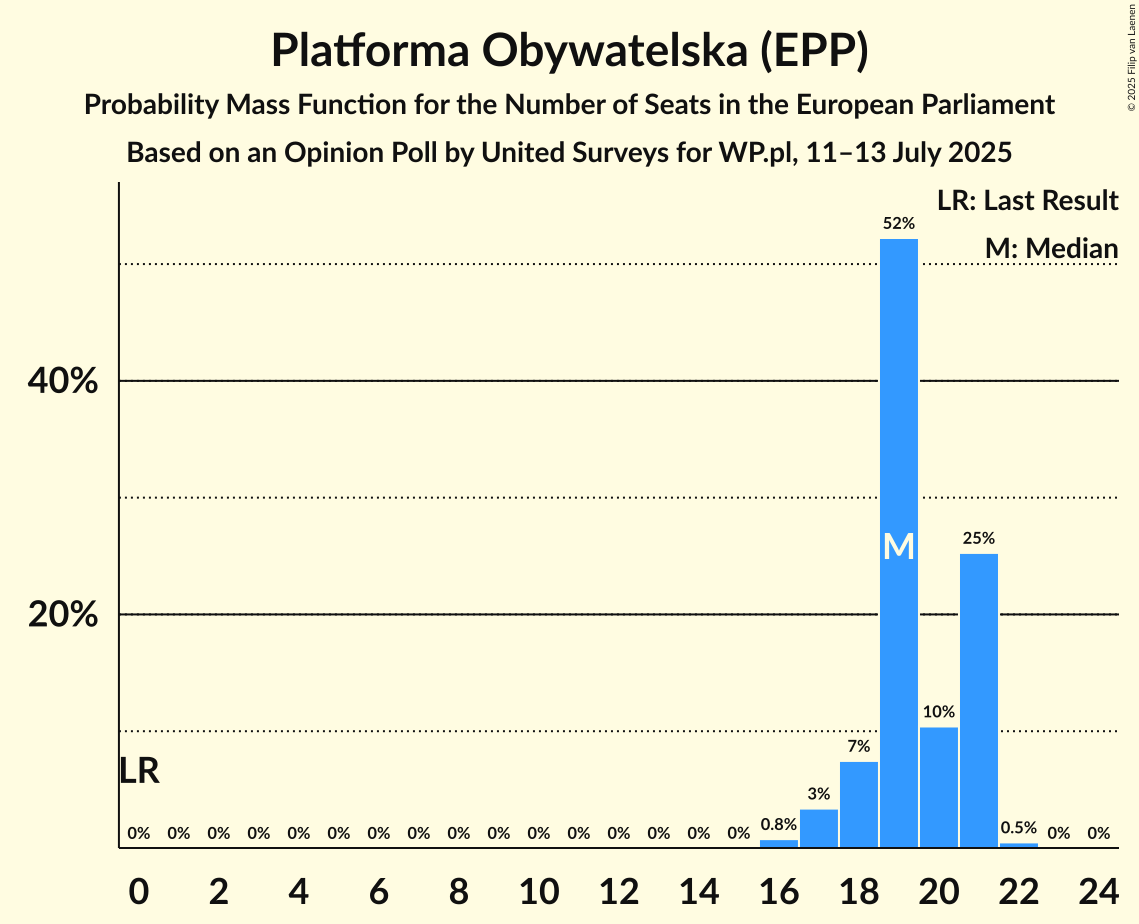 Platforma Obywatelska (EPP)
Probability Mass Function for the Number of Seats in the European Parliament
Based on an Opinion Poll by United Surveys for WP.pl, 11–13 July 2025
© 2025 Filip van Laenen
LR: Last Result
M: Median
52%
40%
M
25%
20%
10%
7%
LR
3%
0.8%
0.5%
0% 0% 0% 0% 0% 0% 0% 0% 0% 0% 0% 0% 0% 0% 0% 0% 0% 0%
0 2 4 6 8 10 12 14 16 18 20 22 24